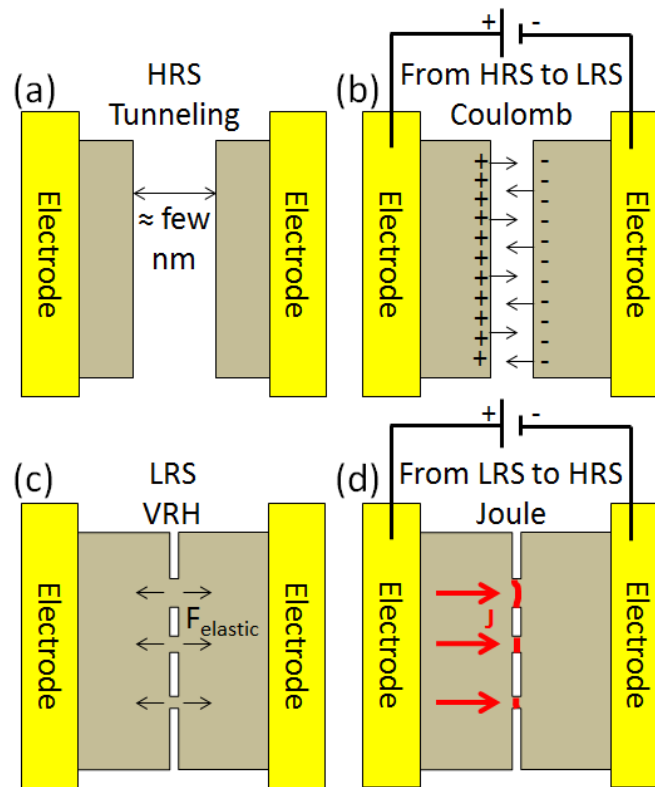 (a)
HRS
Tunneling
Electrode
≈ few
nm
Electrode
(b)
+ -
From HRS to LRS
Coulomb
Electrode
+ -
+ -
+ -
+ -
+ -
+ -
+ -
+ -
+ -
+ -
+ -
Electrode
(c)
LRS
VRH
Electrode
Felastic
Electrode
(d)
+ -
From LRS to HRS
Joule
Electrode
J
Electrode